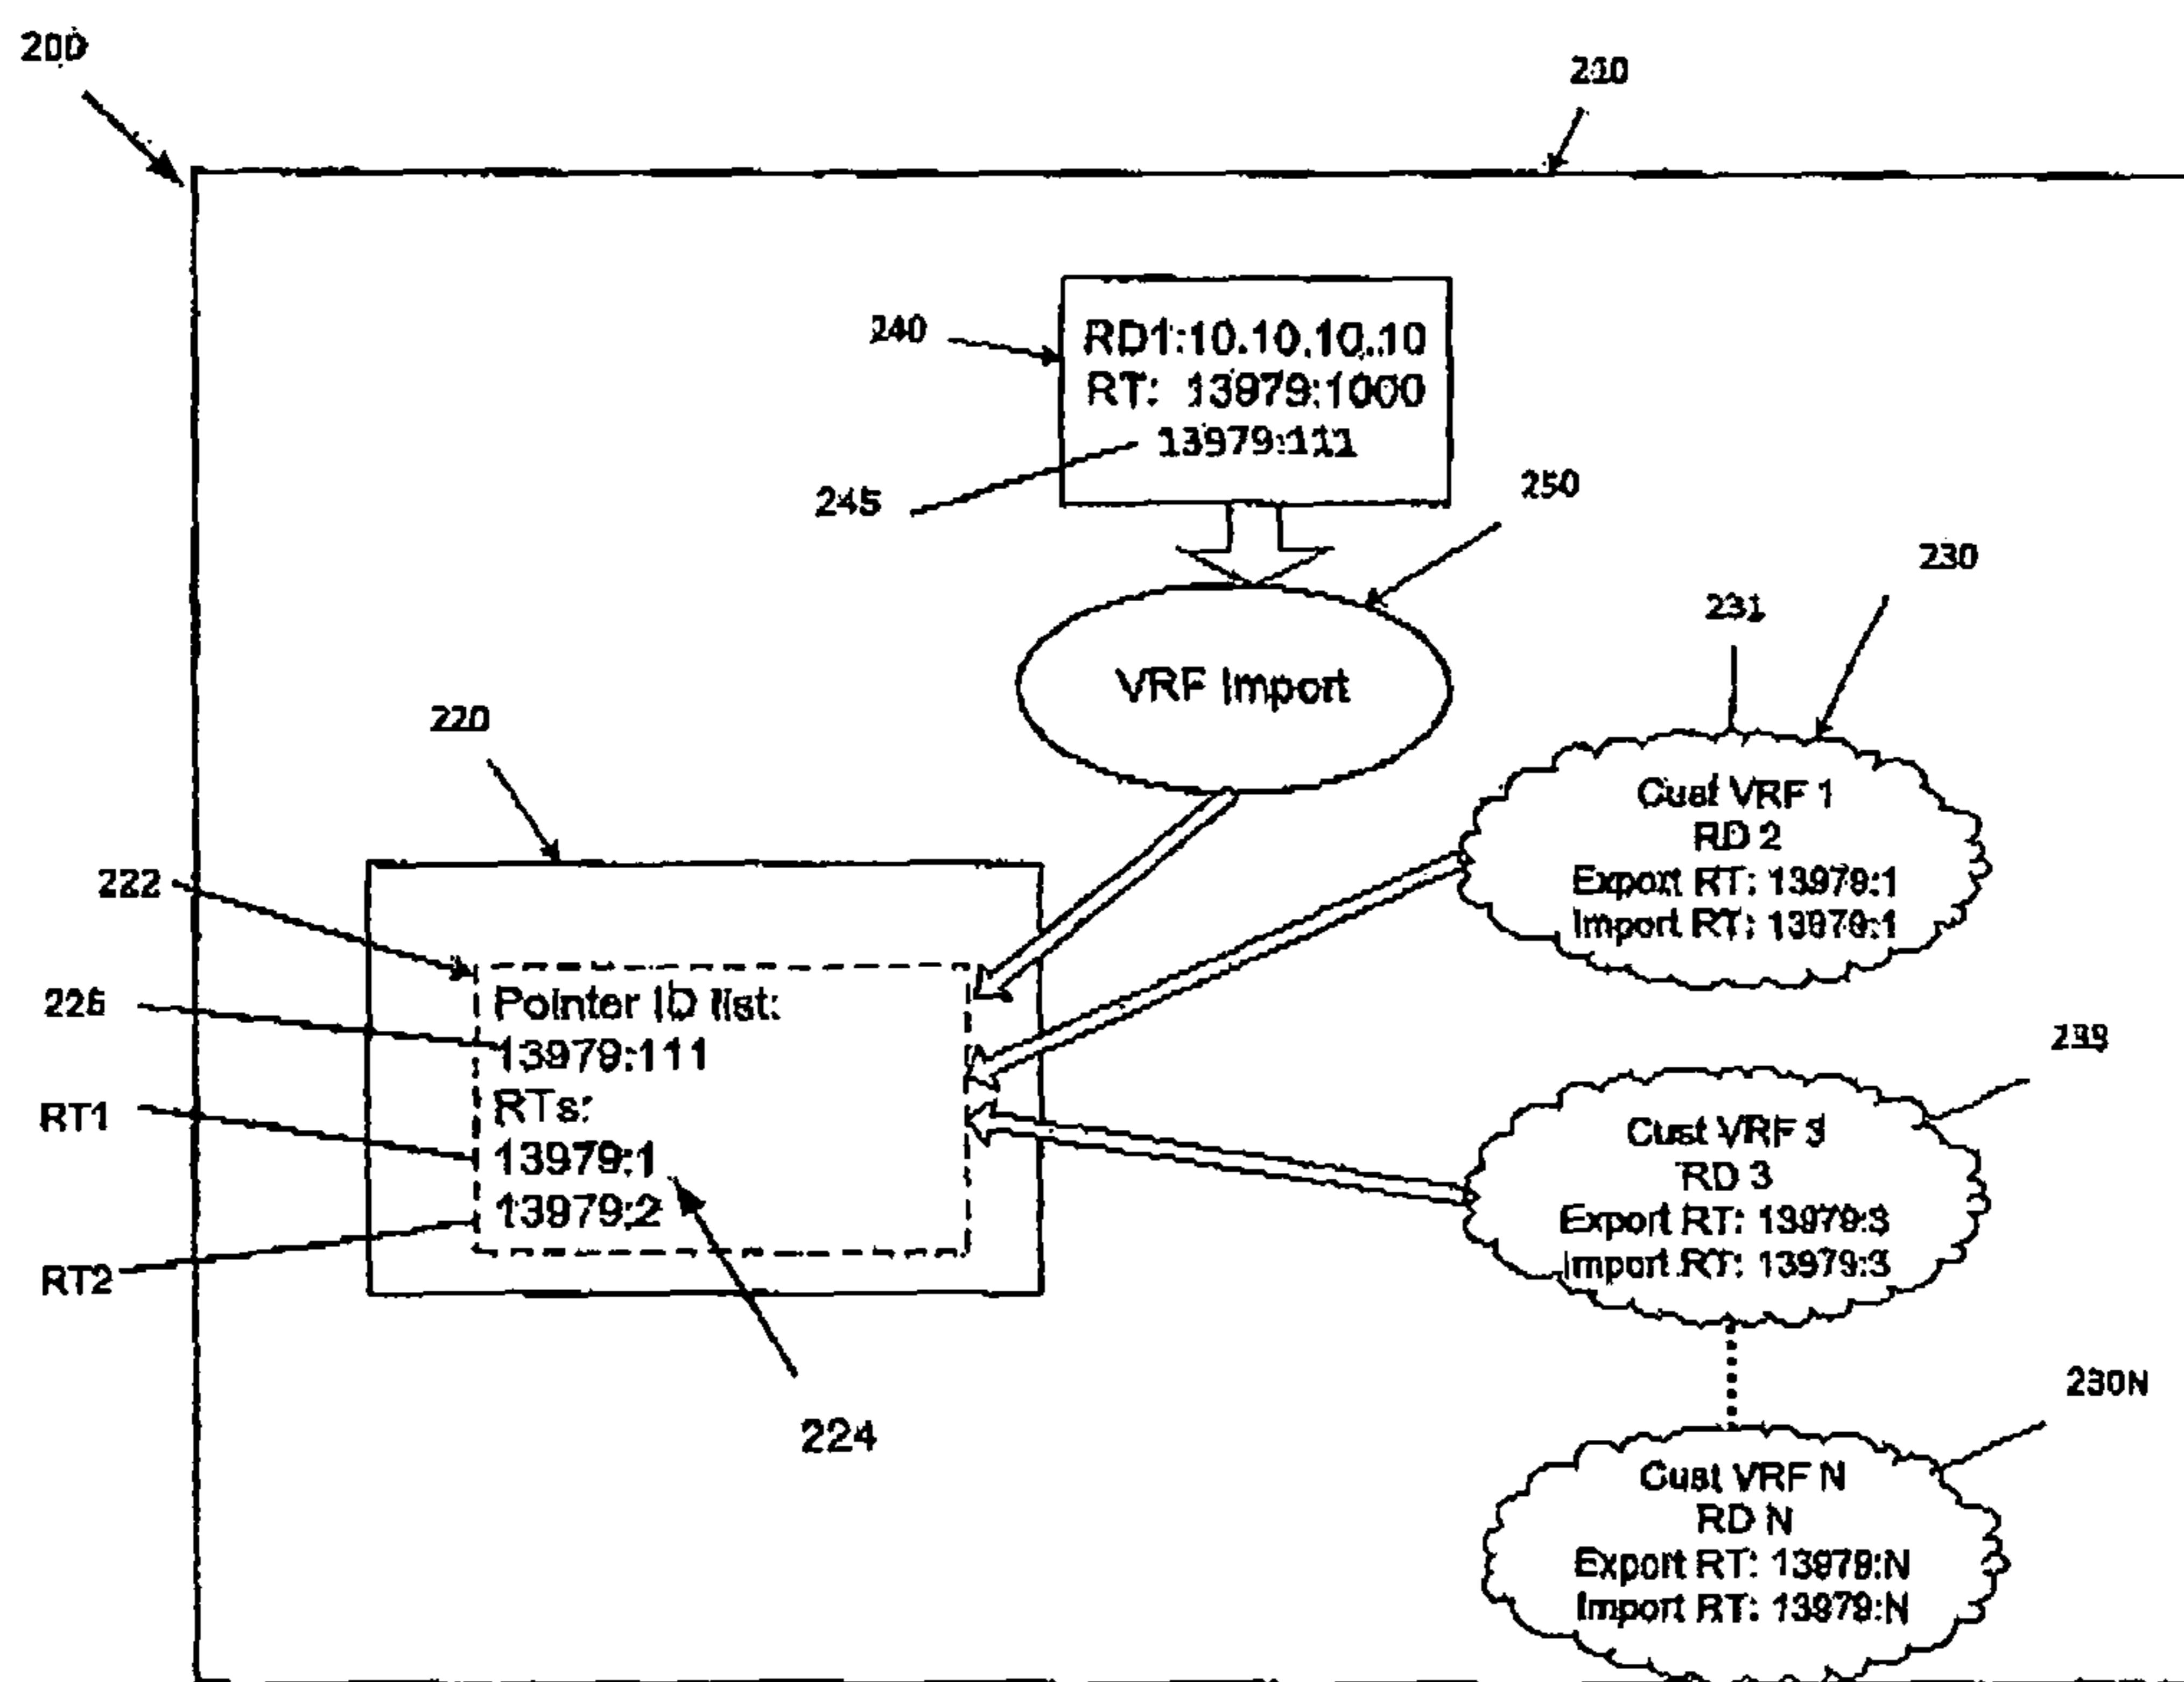 200
210
240
RD1:10.10.10.10
RT: 13979:1000
13979:111
245
250
230
231
VRF Import
220
Cust VRF 1
RD 2
Export RT: 13979:1
Import RT: 13979:1
222
226
Pointer ID list:
13979:111
RTs:
RT1
13979:1
13979:2
RT2
224
Cust VRF 3
RD 3
Export RT: 13979:3
Import RT: 13979:3
230N
Cust VRF N
RD N
Export RT: 13979:N
Import RT: 13979:N